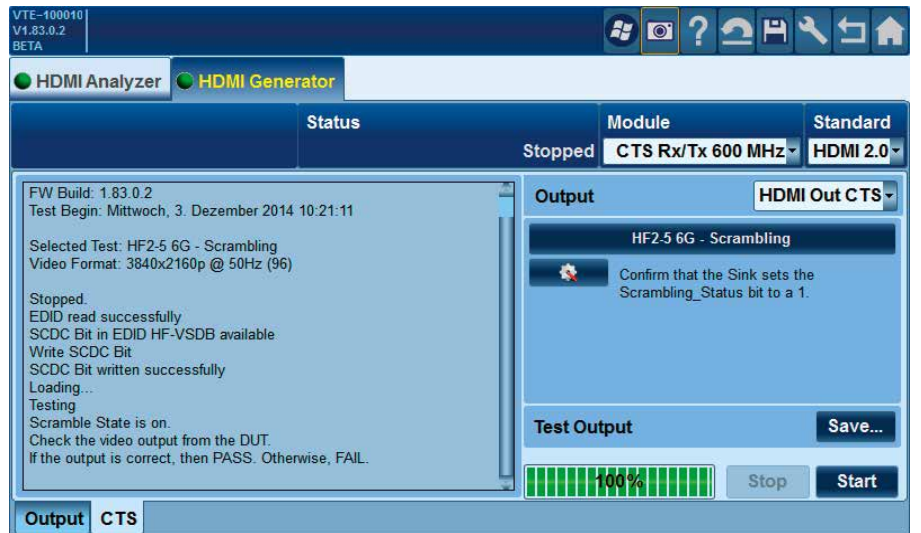 VTE-100010
V1.83.0.2
BETA
?
HDMI Analyzer
HDMI Generator
Status
Stopped
Module
CTS Rx/Tx 600 MHz
Standard
HDMI 2.0
FW Build: 1.83.0.2
Test Begin: Mittwoch, 3. Dezember 2014 10:21:11
Selected Test: HF2-5 6G - Scrambling
Video Format: 3840x2160p @ 50Hz (96)
Stopped.
EDID read successfully
SCDC Bit in EDID HF-VSDB available
Write SCDC Bit
SCDC Bit written successfully
Loading...
Testing
Scramble State is on.
Check the video output from the DUT.
If the output is correct, then PASS. Otherwise, FAIL.
Output
HDMI Out CTS
HF2-5 6G - Scrambling
Confirm that the Sink sets the
Scrambling_Status bit to a 1.
Test Output
Save...
100%
Stop
Start
Output
CTS